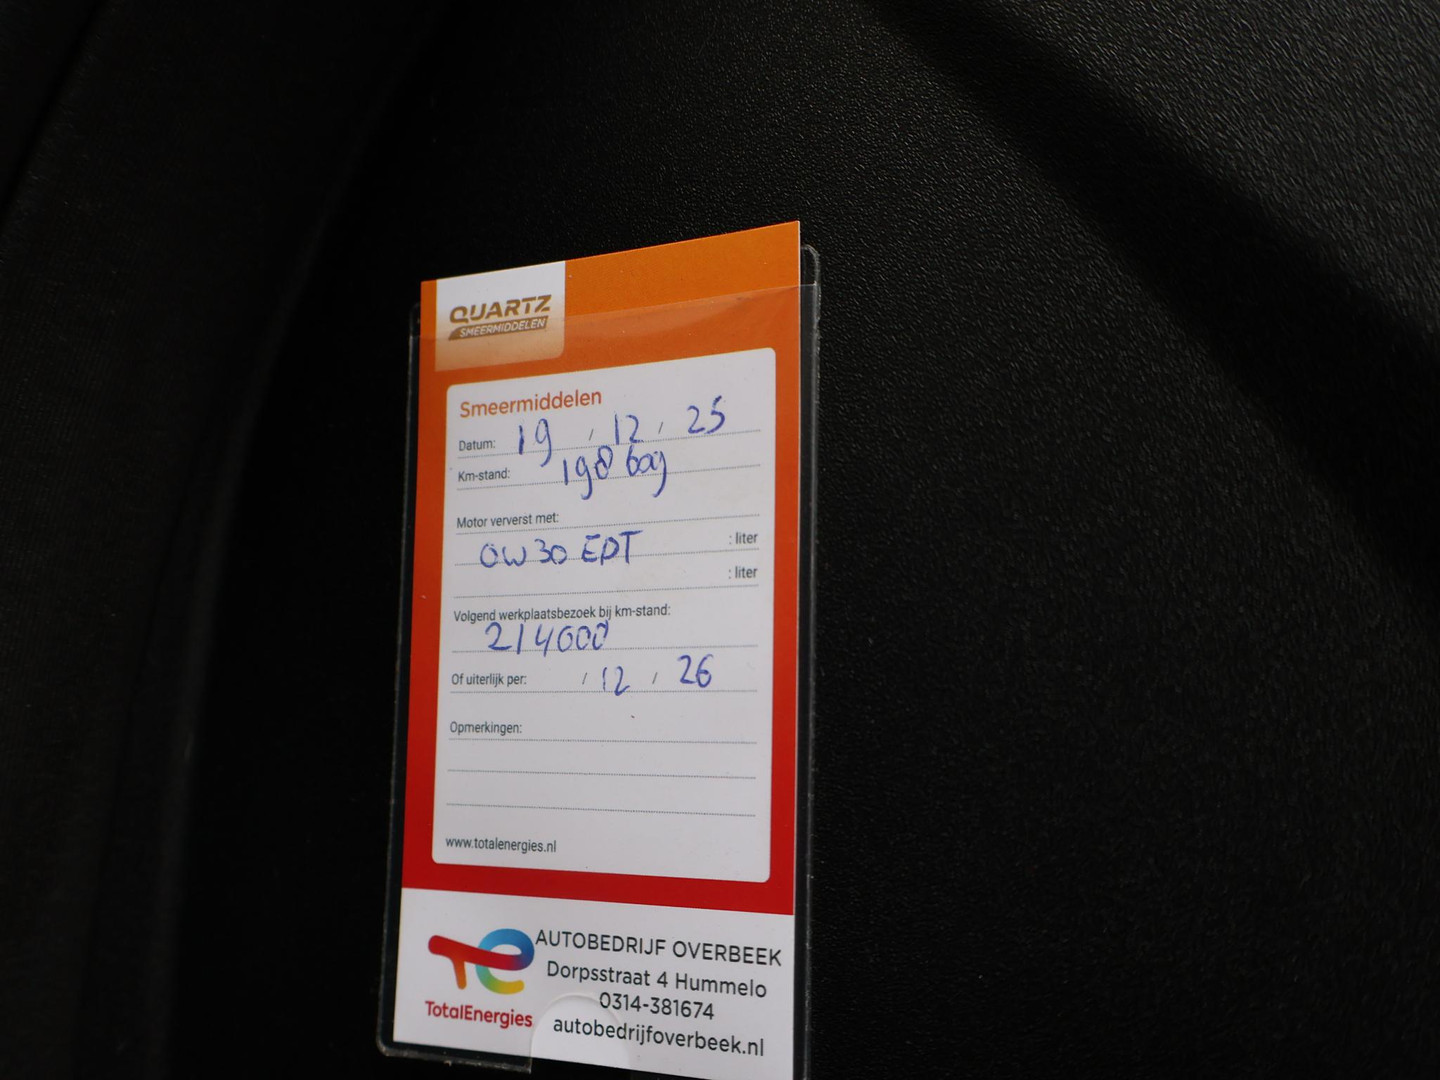 QUARTZ
SMEERMIDDELEN
Smeermiddelen
Datum: 19 / 12 / 25
Km-stand: 198 609
Motor ververst met:
0W30 EDT : liter
: liter
Volgend werkplaatsbezoek bij km-stand:
214000
Of uiterlijk per: / 12 / 26
Opmerkingen:
www.totalenergies.nl
TotalEnergies
AUTOBEDRIJF OVERBEEK
Dorpsstraat 4 Hummelo
0314-381674
autobedrijfoverbeek.nl